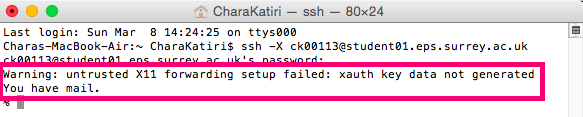 CharaKatiri — ssh — 80×24
Last login: Sun Mar  8 14:24:25 on ttys000
Charas-MacBook-Air:~ CharaKatiri$ ssh -X ck00113@student01.eps.surrey.ac.uk
ck00113@student01.eps.surrey.ac.uk's password:
Warning: untrusted X11 forwarding setup failed: xauth key data not generated
You have mail.
%